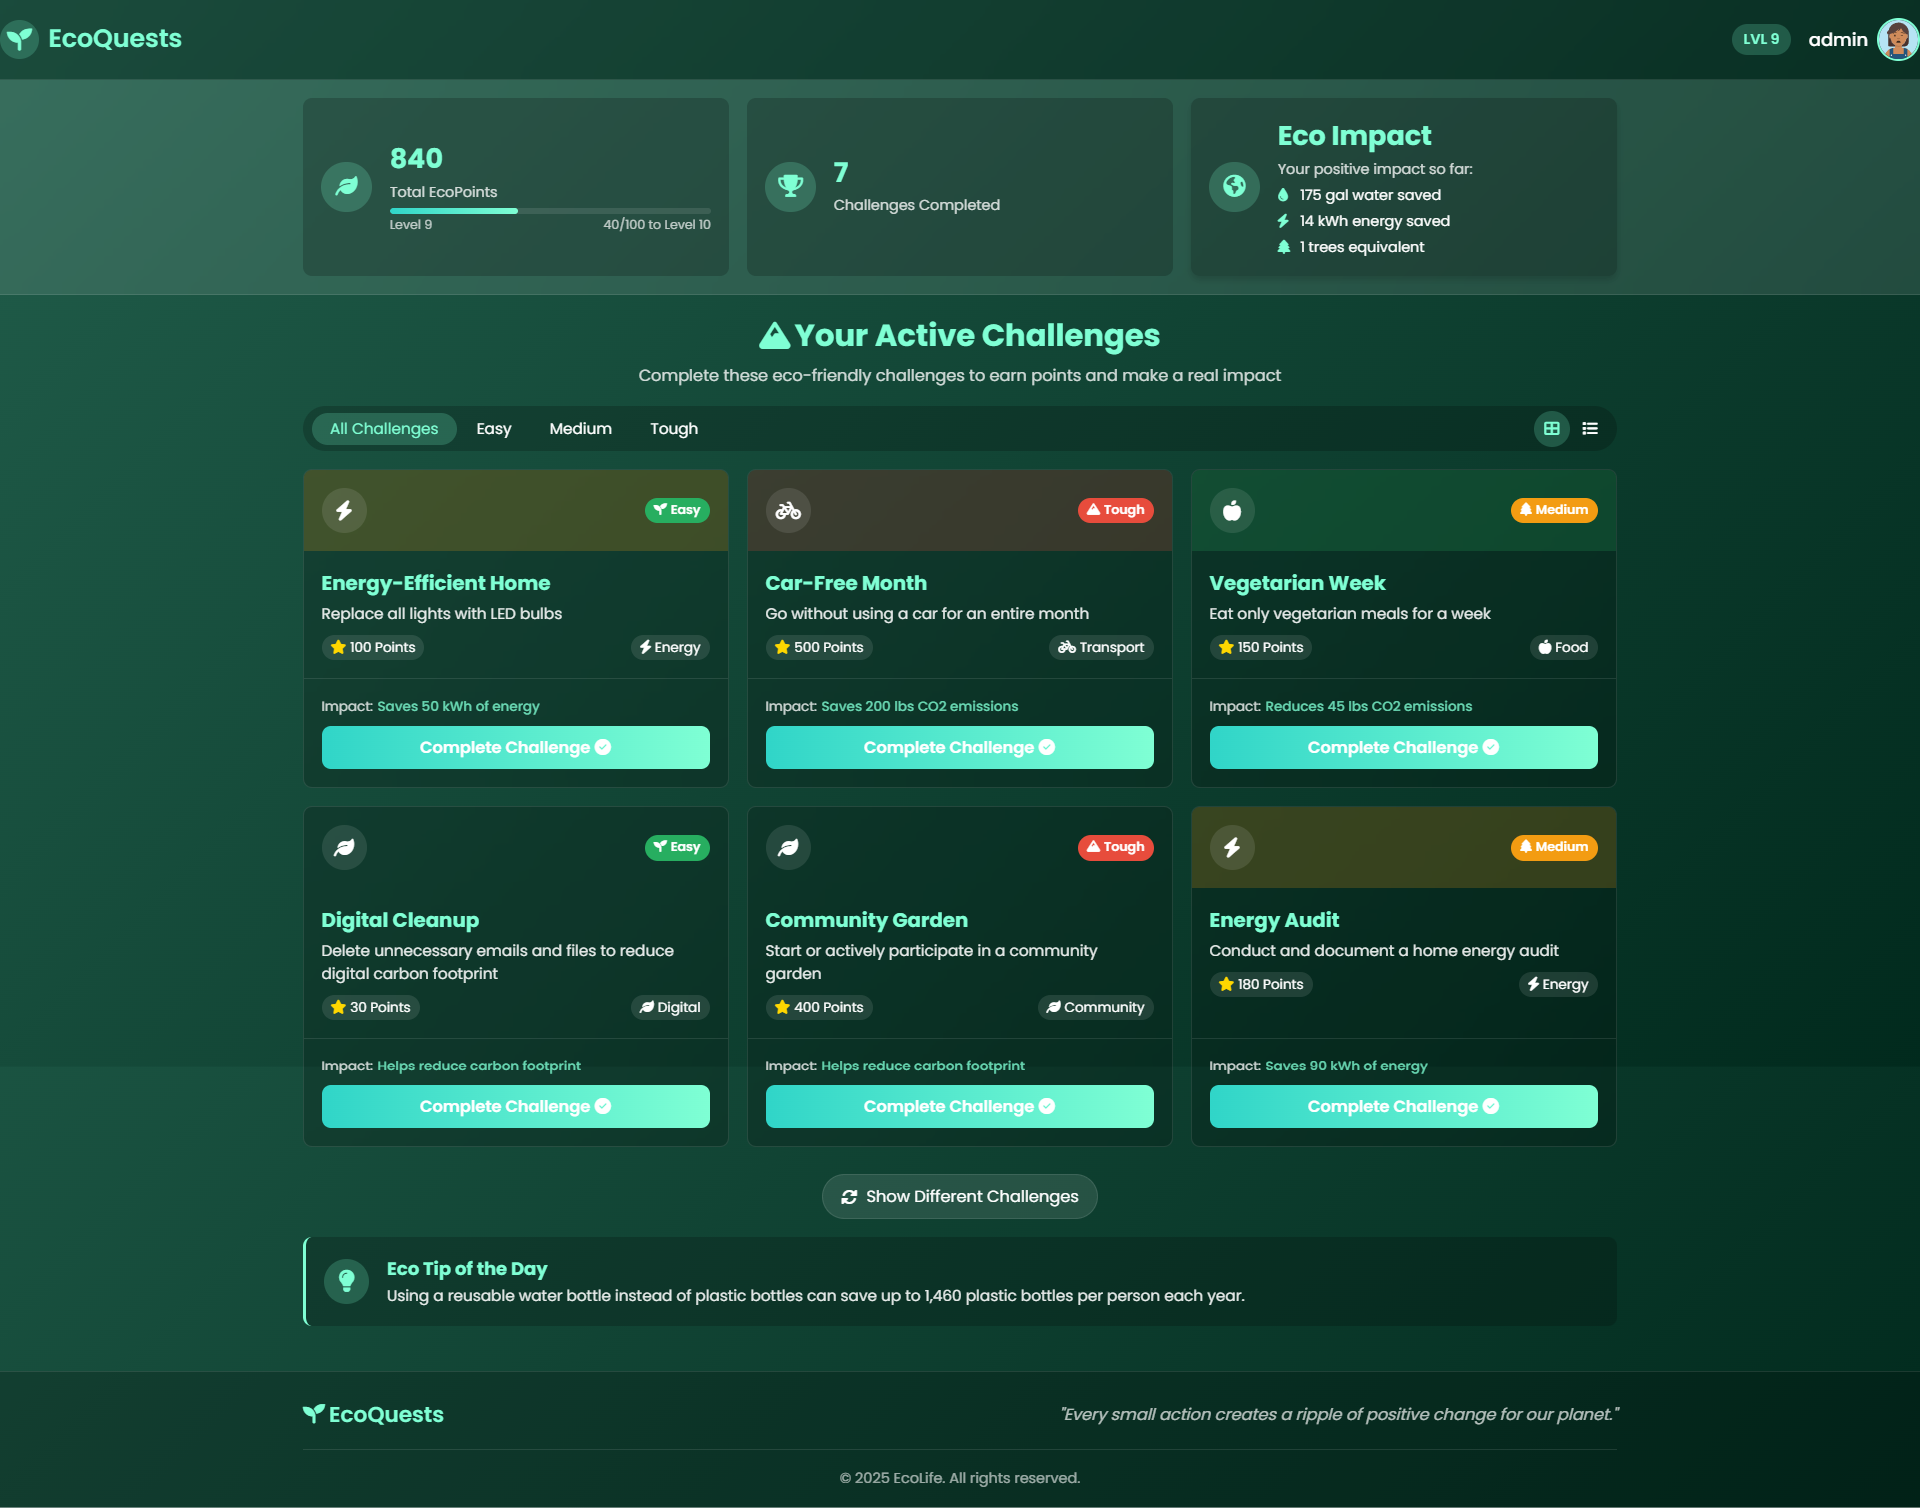 EcoQuests
LVL 9
admin
840
Total EcoPoints
Level 9
40/100 to Level 10
7
Challenges Completed
Eco Impact
Your positive impact so far:
175 gal water saved
14 kWh energy saved
1 trees equivalent
Your Active Challenges
Complete these eco-friendly challenges to earn points and make a real impact
All Challenges
Easy
Medium
Tough
Easy
Energy-Efficient Home
Replace all lights with LED bulbs
100 Points
Energy
Impact: Saves 50 kWh of energy
Complete Challenge
Tough
Car-Free Month
Go without using a car for an entire month
500 Points
Transport
Impact: Saves 200 lbs CO2 emissions
Complete Challenge
Medium
Vegetarian Week
Eat only vegetarian meals for a week
150 Points
Food
Impact: Reduces 45 lbs CO2 emissions
Complete Challenge
Easy
Digital Cleanup
Delete unnecessary emails and files to reduce
digital carbon footprint
30 Points
Digital
Impact: Helps reduce carbon footprint
Complete Challenge
Tough
Community Garden
Start or actively participate in a community
garden
400 Points
Community
Impact: Helps reduce carbon footprint
Complete Challenge
Medium
Energy Audit
Conduct and document a home energy audit
180 Points
Energy
Impact: Saves 90 kWh of energy
Complete Challenge
Show Different Challenges
Eco Tip of the Day
Using a reusable water bottle instead of plastic bottles can save up to 1,460 plastic bottles per person each year.
EcoQuests
"Every small action creates a ripple of positive change for our planet."
© 2025 EcoLife. All rights reserved.